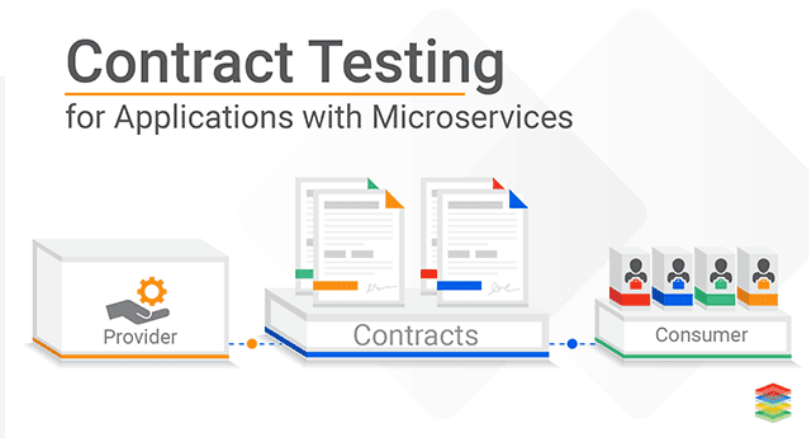 Contract Testing
for Applications with Microservices
Provider
Contracts
Consumer